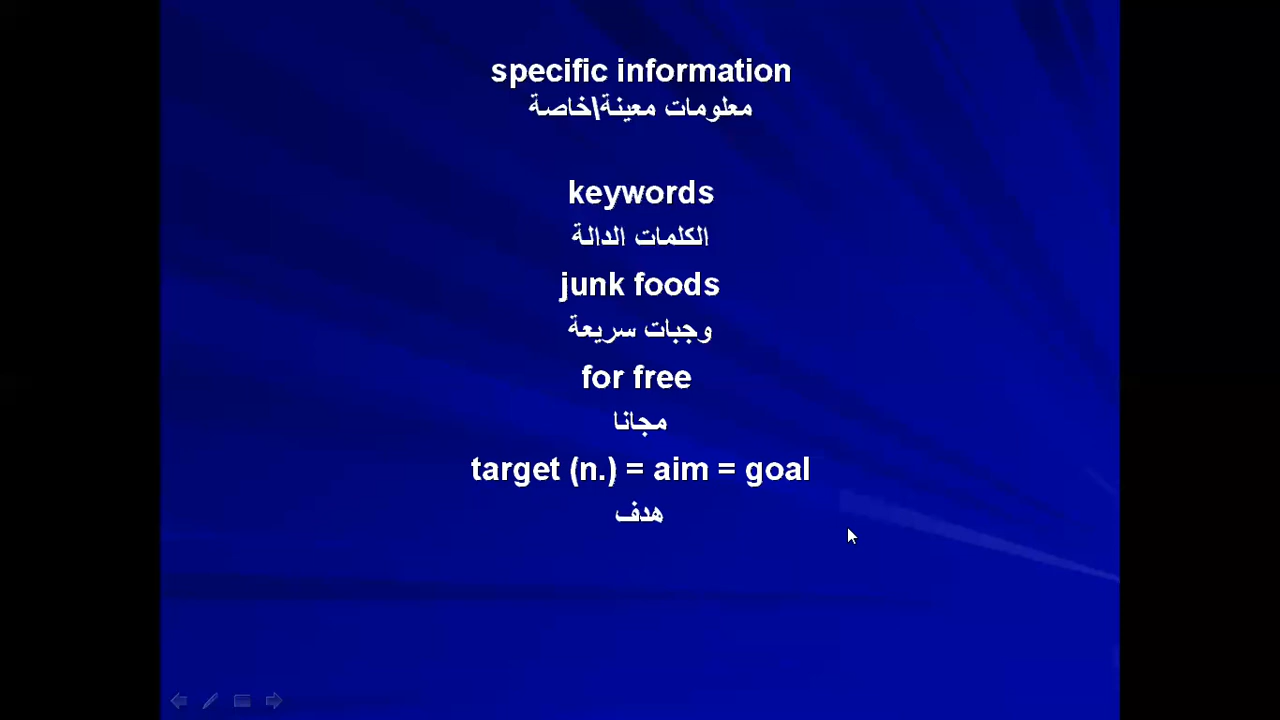 specific information
معلومات معينة\خاصة
keywords
الكلمات الدالة
junk foods
وجبات سريعة
for free
مجانا
target (n.) = aim = goal
هدف